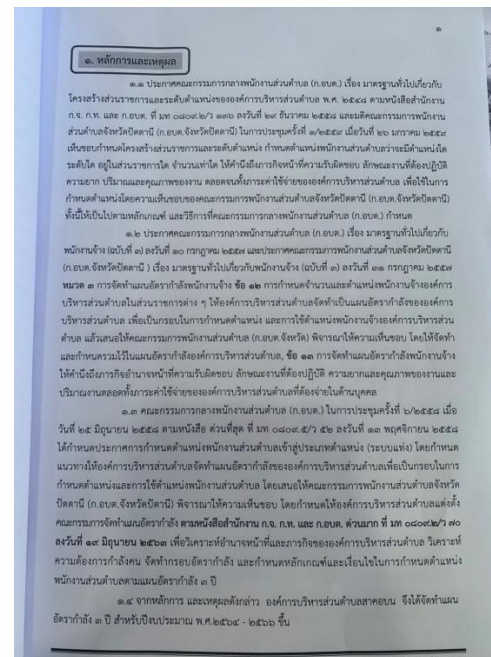 ๑
๑. หลักการและเหตุผล
๑.๑ ประกาศคณะกรรมการกลางพนักงานส่วนตำบล (ก.อบต.) เรื่อง มาตรฐานทั่วไปเกี่ยวกับ
โครงสร้างส่วนราชการและระดับตำแหน่งขององค์การบริหารส่วนตำบล พ.ศ. ๒๕๔๘ ตามหนังสือสำนักงาน
ก.จ. ก.ท. และ ก.อบต. ที่ มท ๐๘๐๙.๒/ว ๑๓๖ ลงวันที่ ๒๙ ธันวาคม ๒๕๕๘ และมติคณะกรรมการพนักงาน
ส่วนตำบลจังหวัดปัตตานี (ก.อบต.จังหวัดปัตตานี) ในการประชุมครั้งที่ ๑/๒๕๕๙ เมื่อวันที่ ๒๖ มกราคม ๒๕๕๙
เห็นชอบกำหนดโครงสร้างส่วนราชการและระดับตำแหน่ง กำหนดตำแหน่งพนักงานส่วนตำบลว่าจะมีตำแหน่งใด
ระดับใด อยู่ในส่วนราชการใด จำนวนเท่าใด ให้คำนึงถึงภารกิจหน้าที่ความรับผิดชอบ ลักษณะงานที่ต้องปฏิบัติ
ความยาก ปริมาณและคุณภาพของงาน ตลอดจนทั้งภาระค่าใช้จ่ายขององค์การบริหารส่วนตำบล เพื่อใช้ในการ
กำหนดตำแหน่งโดยความเห็นชอบของคณะกรรมการพนักงานส่วนตำบลจังหวัดปัตตานี (ก.อบต.จังหวัดปัตตานี)
ทั้งนี้ให้เป็นไปตามหลักเกณฑ์ และวิธีการที่คณะกรรมการกลางพนักงานส่วนตำบล (ก.อบต.) กำหนด
๑.๒ ประกาศคณะกรรมการกลางพนักงานส่วนตำบล (ก.อบต.) เรื่อง มาตรฐานทั่วไปเกี่ยวกับ
พนักงานจ้าง (ฉบับที่ ๓) ลงวันที่ ๑๐ กรกฎาคม ๒๕๕๗ และประกาศคณะกรรมการพนักงานส่วนตำบลจังหวัดปัตตานี
(ก.อบต.จังหวัดปัตตานี ) เรื่อง มาตรฐานทั่วไปเกี่ยวกับพนักงานจ้าง (ฉบับที่ ๓) ลงวันที่ ๓๑ กรกฎาคม ๒๕๕๗
หมวด ๓ การจัดทำแผนอัตรากำลังพนักงานจ้าง ข้อ ๑๒ การกำหนดจำนวนและตำแหน่งพนักงานจ้างองค์การ
บริหารส่วนตำบลในส่วนราชการต่าง ๆ ให้องค์การบริหารส่วนตำบลจัดทำเป็นแผนอัตรากำลังขององค์การ
บริหารส่วนตำบล เพื่อเป็นกรอบในการกำหนดตำแหน่ง และการใช้ตำแหน่งพนักงานจ้างองค์การบริหารส่วน
ตำบล แล้วเสนอให้คณะกรรมการพนักงานส่วนตำบล (ก.อบต.จังหวัด) พิจารณาให้ความเห็นชอบ โดยให้จัดทำ
และกำหนดรวมไว้ในแผนอัตรากำลังองค์การบริหารส่วนตำบล, ข้อ ๑๓ การจัดทำแผนอัตรากำลังพนักงานจ้าง
ให้คำนึงถึงภารกิจอำนาจหน้าที่ความรับผิดชอบ ลักษณะงานที่ต้องปฏิบัติ ความยากและคุณภาพของงานและ
ปริมาณงานตลอดทั้งภาระค่าใช้จ่ายขององค์การบริหารส่วนตำบลที่ต้องจ่ายในด้านบุคคล
๑.๓ คณะกรรมการกลางพนักงานส่วนตำบล (ก.อบต.) ในการประชุมครั้งที่ ๖/๒๕๕๘ เมื่อ
วันที่ ๒๕ มิถุนายน ๒๕๕๘ ตามหนังสือ ด่วนที่สุด ที่ มท ๐๘๐๙.๕/ว ๕๒ ลงวันที่ ๑๓ พฤศจิกายน ๒๕๕๘
ได้กำหนดประกาศการกำหนดตำแหน่งพนักงานส่วนตำบลเข้าสู่ประเภทตำแหน่ง (ระบบแท่ง) โดยกำหนด
แนวทางให้องค์การบริหารส่วนตำบลจัดทำแผนอัตรากำลังขององค์การบริหารส่วนตำบลเพื่อเป็นกรอบในการ
กำหนดตำแหน่งและการใช้ตำแหน่งพนักงานส่วนตำบล โดยเสนอให้คณะกรรมการพนักงานส่วนตำบลจังหวัด
ปัตตานี (ก.อบต.จังหวัดปัตตานี) พิจารณาให้ความเห็นชอบ โดยกำหนดให้องค์การบริหารส่วนตำบลแต่งตั้ง
คณะกรรมการจัดทำแผนอัตรากำลัง ตามหนังสือสำนักงาน ก.จ. ก.ท. และ ก.อบต. ด่วนมาก ที่ มท ๐๘๐๙.๒/ว ๗๐
ลงวันที่ ๑๙ มิถุนายน ๒๕๖๓ เพื่อวิเคราะห์อำนาจหน้าที่และภารกิจขององค์การบริหารส่วนตำบล วิเคราะห์
ความต้องการกำลังคน จัดทำกรอบอัตรากำลัง และกำหนดหลักเกณฑ์และเงื่อนไขในการกำหนดตำแหน่ง
พนักงานส่วนตำบลตามแผนอัตรากำลัง ๓ ปี
๑.๔ จากหลักการ และเหตุผลดังกล่าว องค์การบริหารส่วนตำบลสาคอบน จึงได้จัดทำแผน
อัตรากำลัง ๓ ปี สำหรับปีงบประมาณ พ.ศ.๒๕๖๔ - ๒๕๖๖ ขึ้น